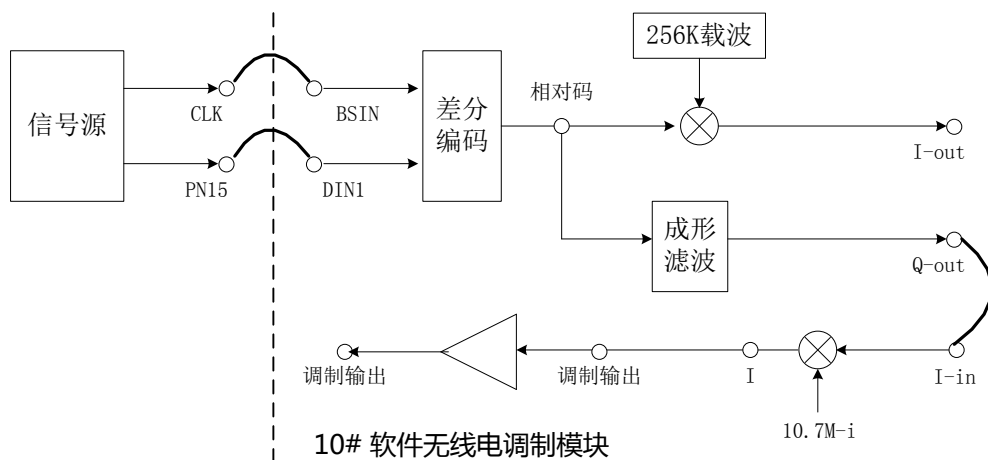 256K载波
信号源
CLK
BSIN
差分
编码
相对码
I-out
PN15
DIN1
成形
滤波
Q-out
调制输出
调制输出
I
I-in
10.7M-i
10# 软件无线电调制模块